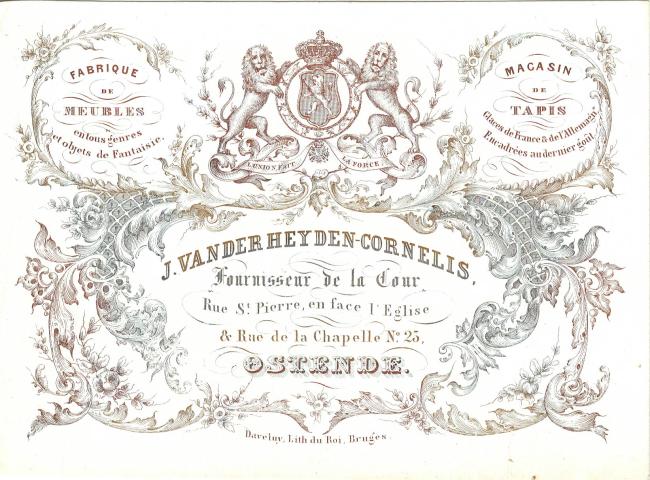 FABRIQUE
DE
MEUBLES
en tous genres
et objets de Fantaisie.
MAGASIN
DE
TAPIS
Glaces de France & de l'Allemagne
Encadrées au dernier goût.
L'UNION FAIT LA FORCE
J. VANDERHEYDEN-CORNELIS,
Fournisseur de la Cour
Rue St. Pierre, en face l'Eglise
& Rue de la Chapelle No. 25,
OSTENDE.
Daveluy, Lith du Roi, Bruges.